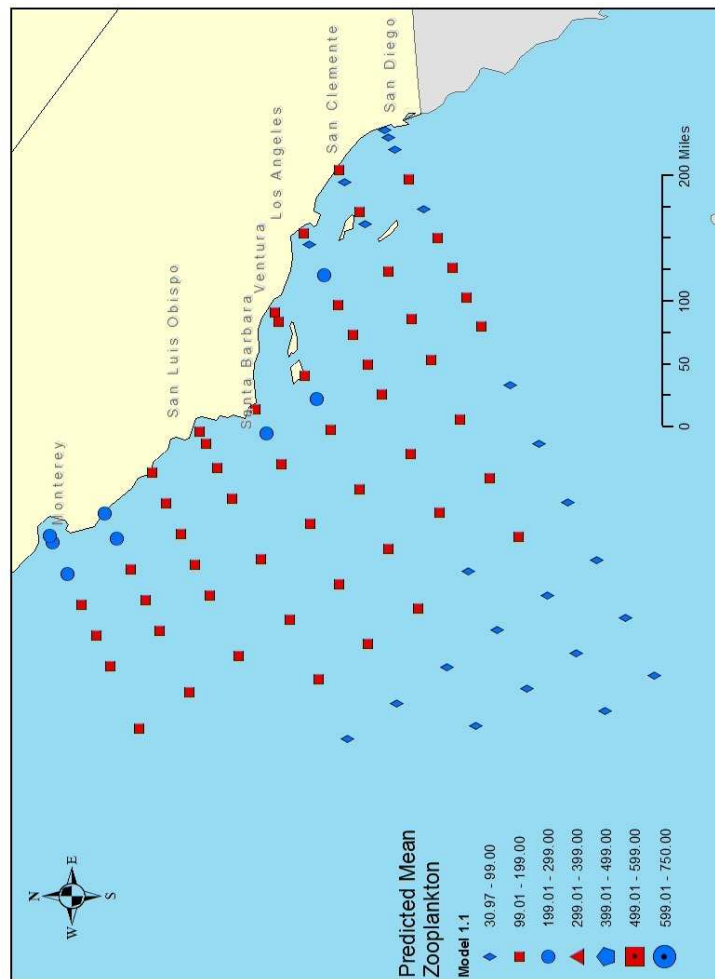 Monterey
San Luis Obispo
Santa Barbara
Ventura
Los Angeles
San Clemente
San Diego
N
W
E
S
Predicted Mean
Zooplankton
Model 1.1
30.97 - 99.00
99.01 - 199.00
199.01 - 299.00
299.01 - 399.00
399.01 - 499.00
499.01 - 599.00
599.01 - 750.00
0 50 100 200 Miles